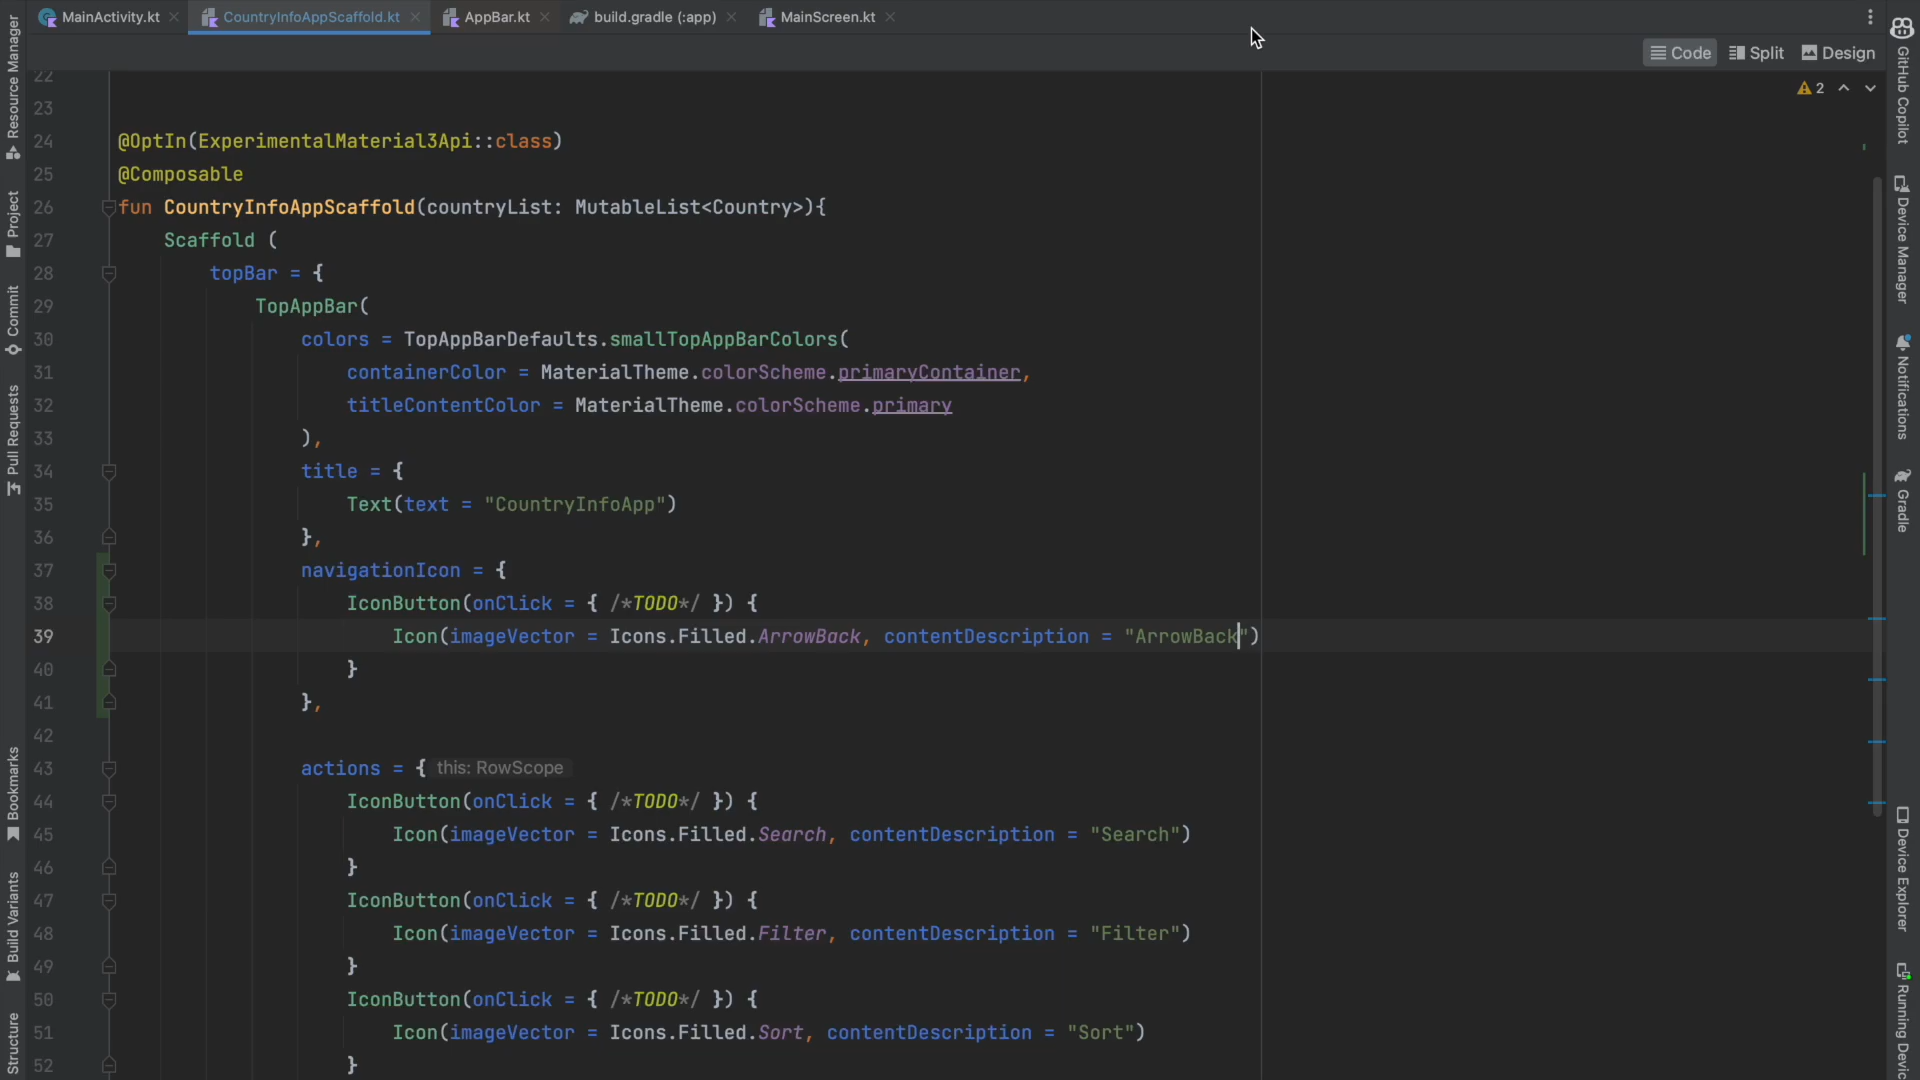 MainActivity.kt
CountryInfoAppScaffold.kt
AppBar.kt
build.gradle (:app)
MainScreen.kt
Code
Split
Design
2
22
23
24 @OptIn(ExperimentalMaterial3Api::class)
25 @Composable
26 fun CountryInfoAppScaffold(countryList: MutableList<Country>){
27 Scaffold (
28 topBar = {
29 TopAppBar(
30 colors = TopAppBarDefaults.smallTopAppBarColors(
31 containerColor = MaterialTheme.colorScheme.primaryContainer,
32 titleContentColor = MaterialTheme.colorScheme.primary
33 ),
34 title = {
35 Text(text = "CountryInfoApp")
36 },
37 navigationIcon = {
38 IconButton(onClick = { /*TODO*/ }) {
39 Icon(imageVector = Icons.Filled.ArrowBack, contentDescription = "ArrowBack")
40 }
41 },
42
43 actions = { this: RowScope
44 IconButton(onClick = { /*TODO*/ }) {
45 Icon(imageVector = Icons.Filled.Search, contentDescription = "Search")
46 }
47 IconButton(onClick = { /*TODO*/ }) {
48 Icon(imageVector = Icons.Filled.Filter, contentDescription = "Filter")
49 }
50 IconButton(onClick = { /*TODO*/ }) {
51 Icon(imageVector = Icons.Filled.Sort, contentDescription = "Sort")
52 }
Resource Manager
Project
Commit
Pull Requests
Bookmarks
Build Variants
Structure
GitHub Copilot
Device Manager
Notifications
Gradle
Device Explorer
Running Devic